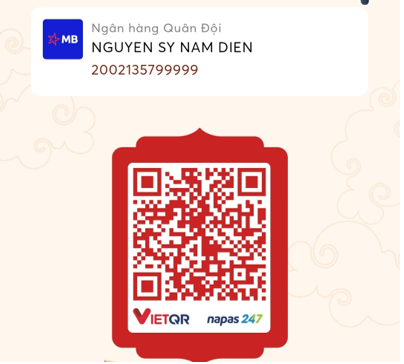 MB
Ngân hàng Quân Đội
NGUYEN SY NAM DIEN
2002135799999
VIETQR
napas 247